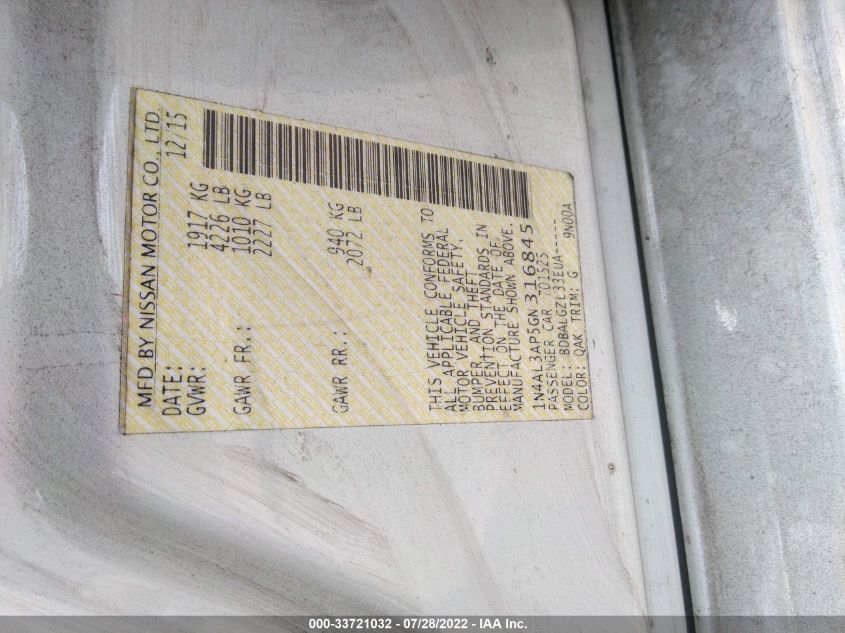 MFD BY NISSAN MOTOR CO., LTD.
DATE: 12/15
GVWR: 1917 KG
4226 LB
GAWR FR.: 1010 KG
2227 LB
GAWR RR.: 940 KG
2072 LB
THIS VEHICLE CONFORMS TO
ALL APPLICABLE FEDERAL
MOTOR VEHICLE SAFETY,
BUMPER, AND THEFT
PREVENTION STANDARDS IN
EFFECT ON THE DATE OF
MANUFACTURE SHOWN ABOVE.
1N4AL3AP5GN316845
PASSENGER CAR 01525
MODEL: BDBALGZL33EUA-----
COLOR: QAK TRIM: G 9N00A
000-33721032 - 07/28/2022 - IAA Inc.